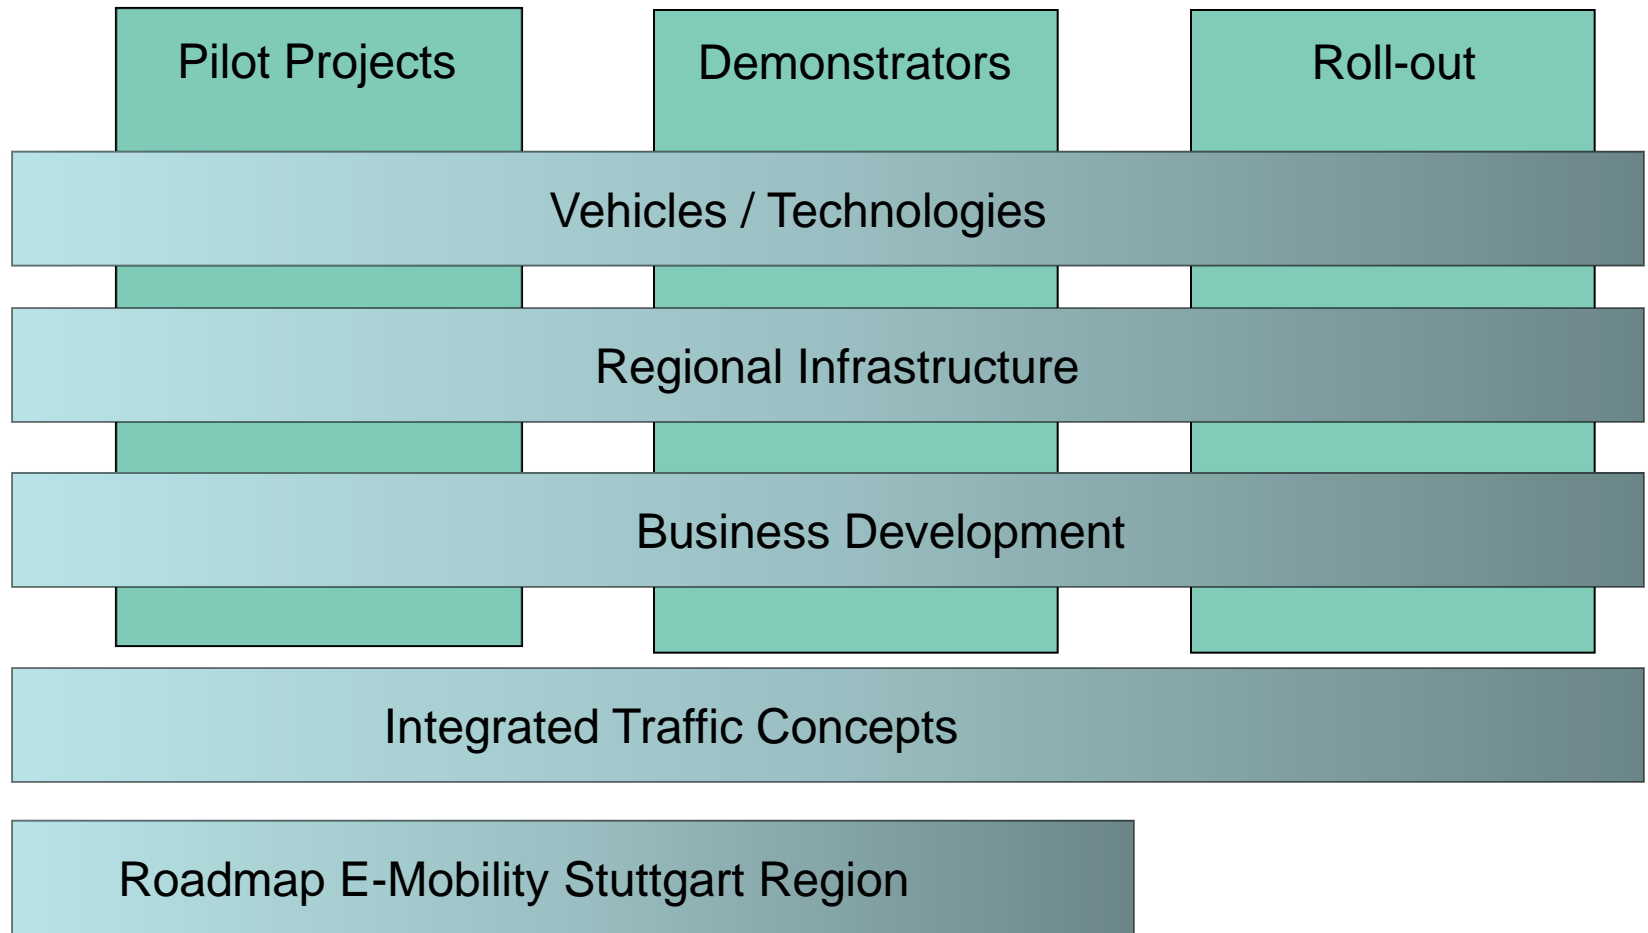 Pilot Projects
Demonstrators
Roll-out
Vehicles / Technologies
Regional Infrastructure
Business Development
Integrated Traffic Concepts
Roadmap E-Mobility Stuttgart Region